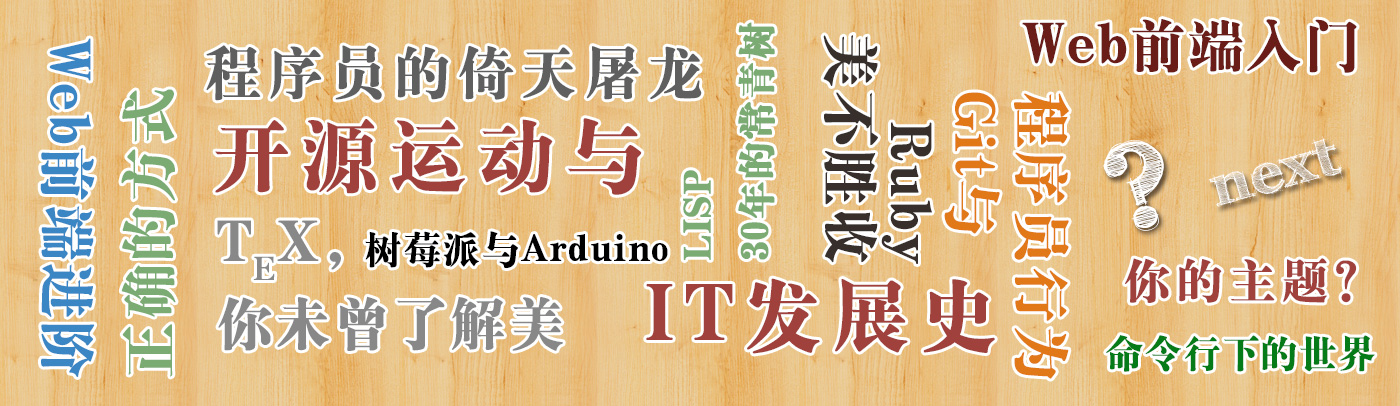 Web前端进阶
正确的方式
程序员的倚天屠龙
开源运动与
IT发展史
TEX，
你未曾了解美
树莓派与Arduino
LISP
30年的常青树
Ruby
美不胜收
Git与
程序员行为
Web前端入门
?
next
你的主题？
命令行下的世界